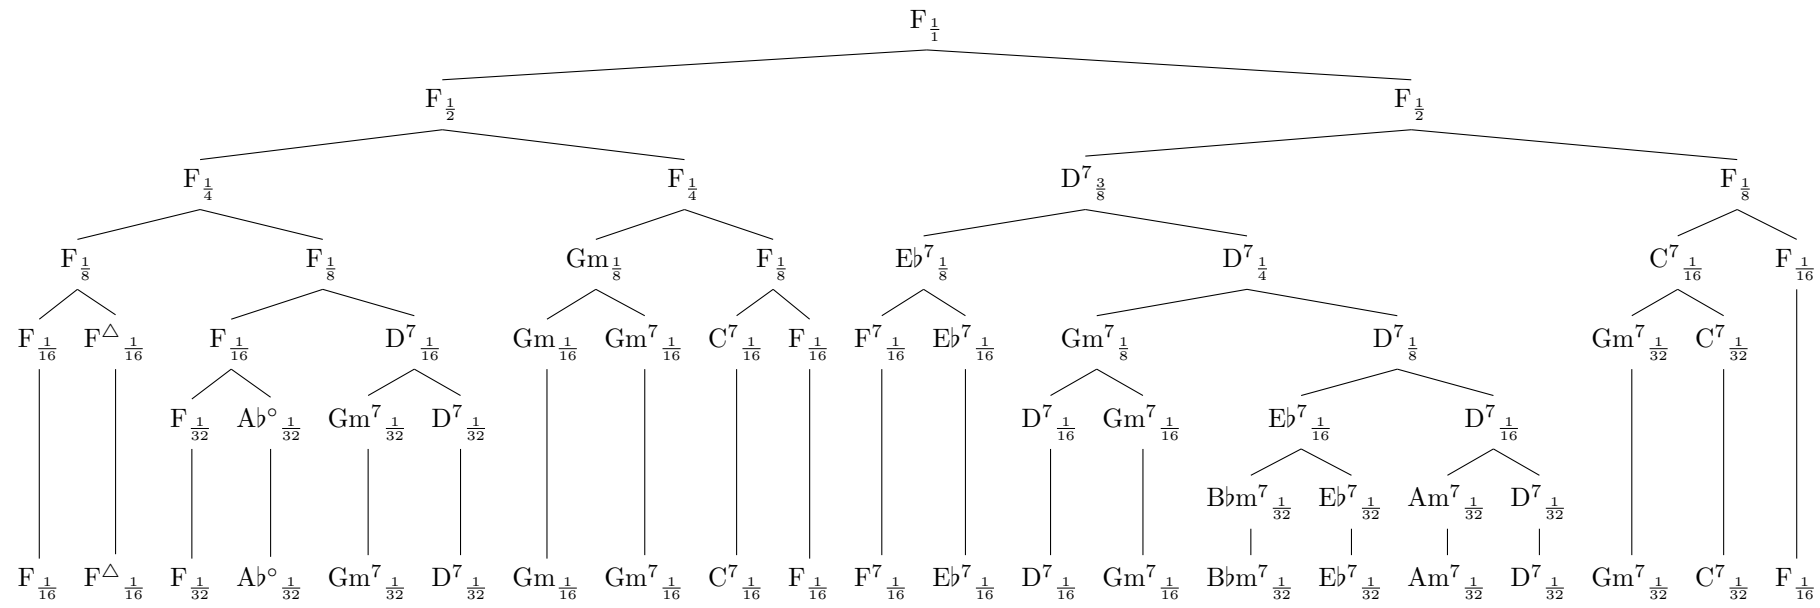 F 1/1
F 1/2 F 1/2
F 1/4 F 1/4 D⁷ 3/8 F 1/8
F 1/8 F 1/8 Gm 1/8 F 1/8 E♭⁷ 1/8 D⁷ 1/4 C⁷ 1/16 F 1/16
F 1/16 F△ 1/16 F 1/16 D⁷ 1/16 Gm 1/16 Gm⁷ 1/16 C⁷ 1/16 F 1/16 F⁷ 1/16 E♭⁷ 1/16 Gm⁷ 1/8 D⁷ 1/8 Gm⁷ 1/32 C⁷ 1/32
F 1/32 A♭° 1/32 Gm⁷ 1/32 D⁷ 1/32 D⁷ 1/16 Gm⁷ 1/16 E♭⁷ 1/16 D⁷ 1/16
B♭m⁷ 1/32 E♭⁷ 1/32 Am⁷ 1/32 D⁷ 1/32
F 1/16 F△ 1/16 F 1/32 A♭° 1/32 Gm⁷ 1/32 D⁷ 1/32 Gm 1/16 Gm⁷ 1/16 C⁷ 1/16 F 1/16 F⁷ 1/16 E♭⁷ 1/16 D⁷ 1/16 Gm⁷ 1/16 B♭m⁷ 1/32 E♭⁷ 1/32 Am⁷ 1/32 D⁷ 1/32 Gm⁷ 1/32 C⁷ 1/32 F 1/16